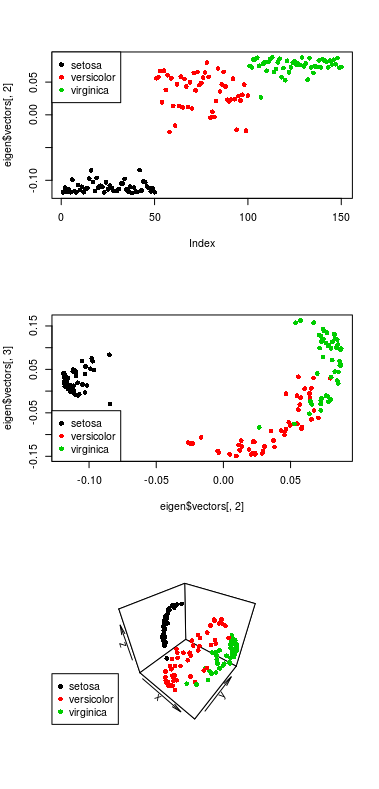 setosa
versicolor
virginica
eigen$vectors[, 2]
0.05
0.00
-0.10
0
50
100
150
Index
eigen$vectors[, 3]
0.15
0.05
-0.05
-0.15
setosa
versicolor
virginica
-0.10
-0.05
0.00
0.05
eigen$vectors[, 2]
Z
X
Y
setosa
versicolor
virginica